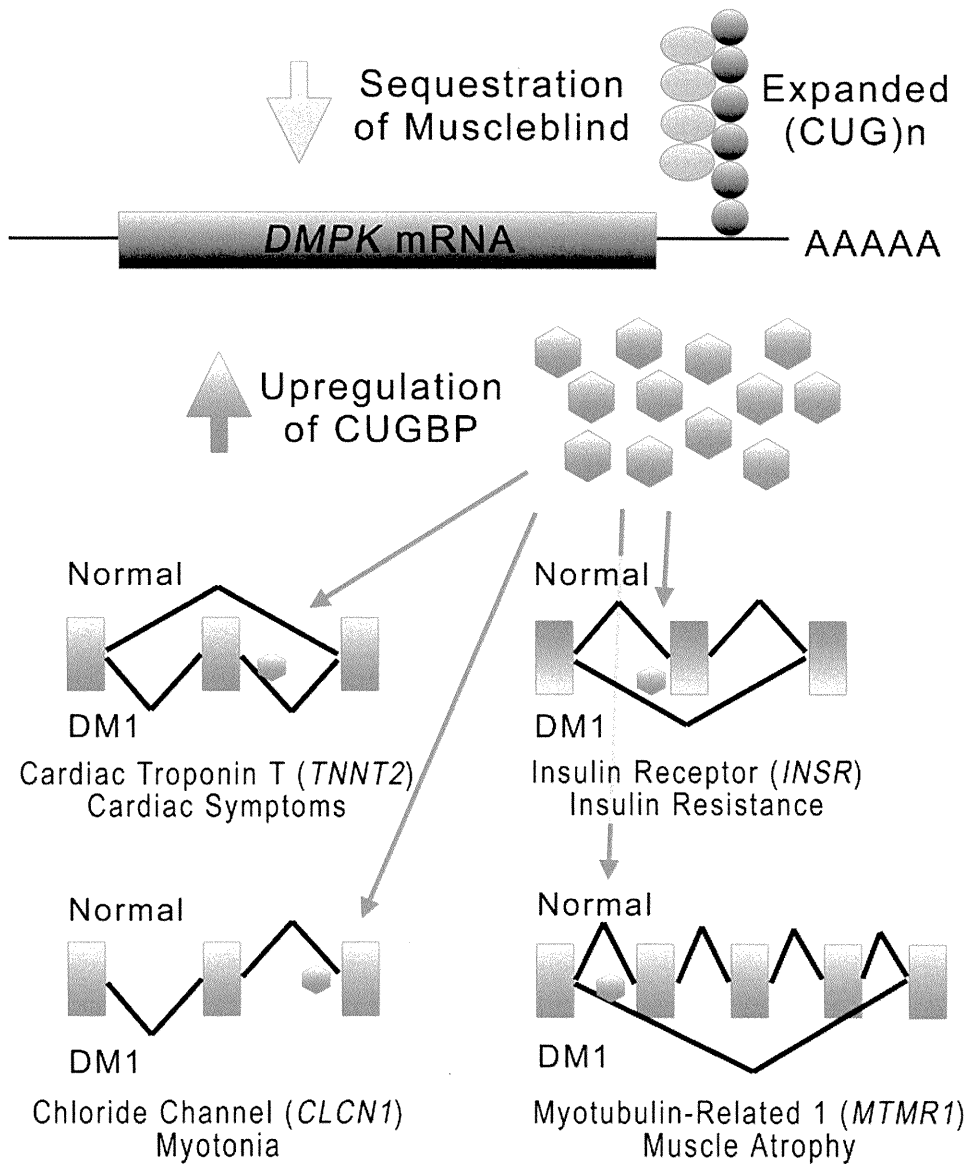 Sequestration
of Muscleblind
Expanded
(CUG)n
DMPK mRNA
AAAAA
Upregulation
of CUGBP
Normal
DM1
Cardiac Troponin T (TNNT2)
Cardiac Symptoms
Normal
DM1
Insulin Receptor (INSR)
Insulin Resistance
Normal
DM1
Chloride Channel (CLCN1)
Myotonia
Normal
DM1
Myotubulin-Related 1 (MTMR1)
Muscle Atrophy